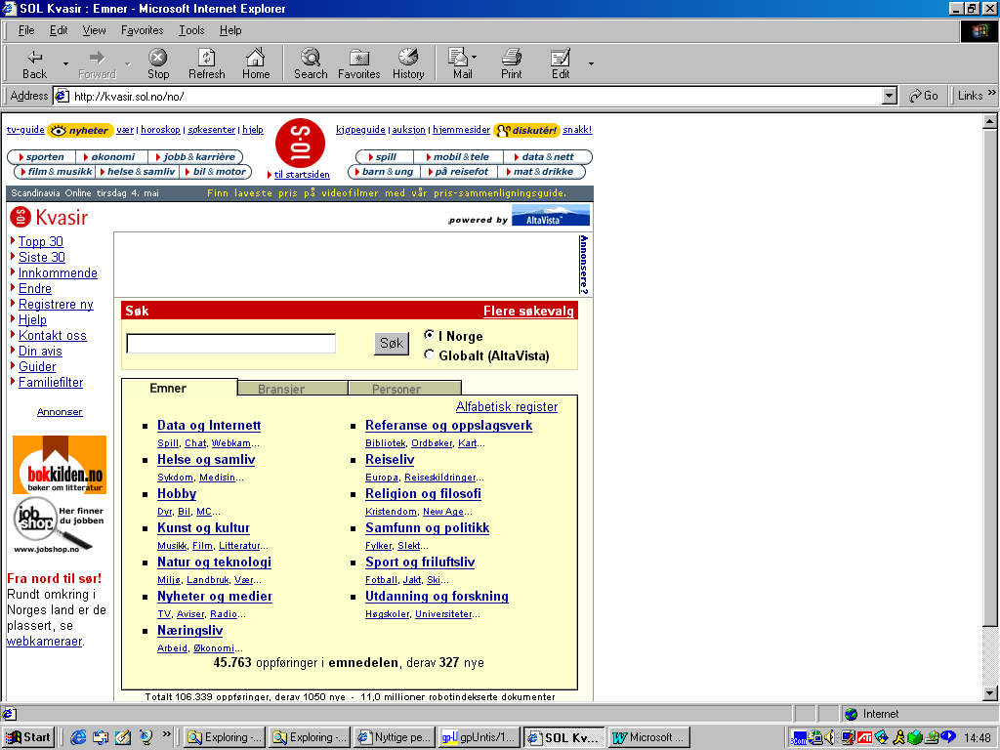 SOL Kvasir : Emner - Microsoft Internet Explorer
File Edit View Favorites Tools Help
Back Forward Stop Refresh Home Search Favorites History Mail Print Edit
Address http://kvasir.sol.no/no/ Go Links »
tv-guide nyheter vær | horoskop | søkesenter | hjelp
kjøpeguide | auksjon | hjemmesider diskutér! snakk!
sporten økonomi jobb & karrière
film & musikk helse & samliv bil & motor
SOL
til startsiden
spill mobil & tele data & nett
barn & ung på reisefot mat & drikke
Scandinavia Online tirsdag 4. mai Finn laveste pris på videofilmer med vår pris-sammenligningsguide.
SOL Kvasir
powered by AltaVista™
Topp 30
Siste 30
Innkommende
Endre
Registrere ny
Hjelp
Kontakt oss
Din avis
Guider
Familiefilter
Annonser
bokkilden.no
bøker om litteratur
job shop
Her finner du jobben
www.jobshop.no
Fra nord til sør!
Rundt omkring i
Norges land er de
plassert, se
webkameraer.
Annonsere?
Søk Flere søkevalg
Søk
I Norge
Globalt (AltaVista)
Emner Bransjer Personer
Alfabetisk register
Data og Internett
Spill, Chat, Webkam...
Helse og samliv
Sykdom, Medisin...
Hobby
Dyr, Bil, MC...
Kunst og kultur
Musikk, Film, Litteratur...
Natur og teknologi
Miljø, Landbruk, Vær...
Nyheter og medier
TV, Aviser, Radio...
Næringsliv
Arbeid, Økonomi...
Referanse og oppslagsverk
Bibliotek, Ordbøker, Kart...
Reiseliv
Europa, Reiseskildringer...
Religion og filosofi
Kristendom, New Age...
Samfunn og politikk
Fylker, Slekt...
Sport og friluftsliv
Fotball, Jakt, Ski...
Utdanning og forskning
Høgskoler, Universiteter...
45.763 oppføringer i emnedelen, derav 327 nye
Totalt 106.339 oppføringer, derav 1050 nye - 11,0 millioner robotindekserte dokumenter
Internet
Start » Exploring -... Exploring -... Nyttige pe... gpUntis/1... SOL Kv... Microsoft ... 14:48